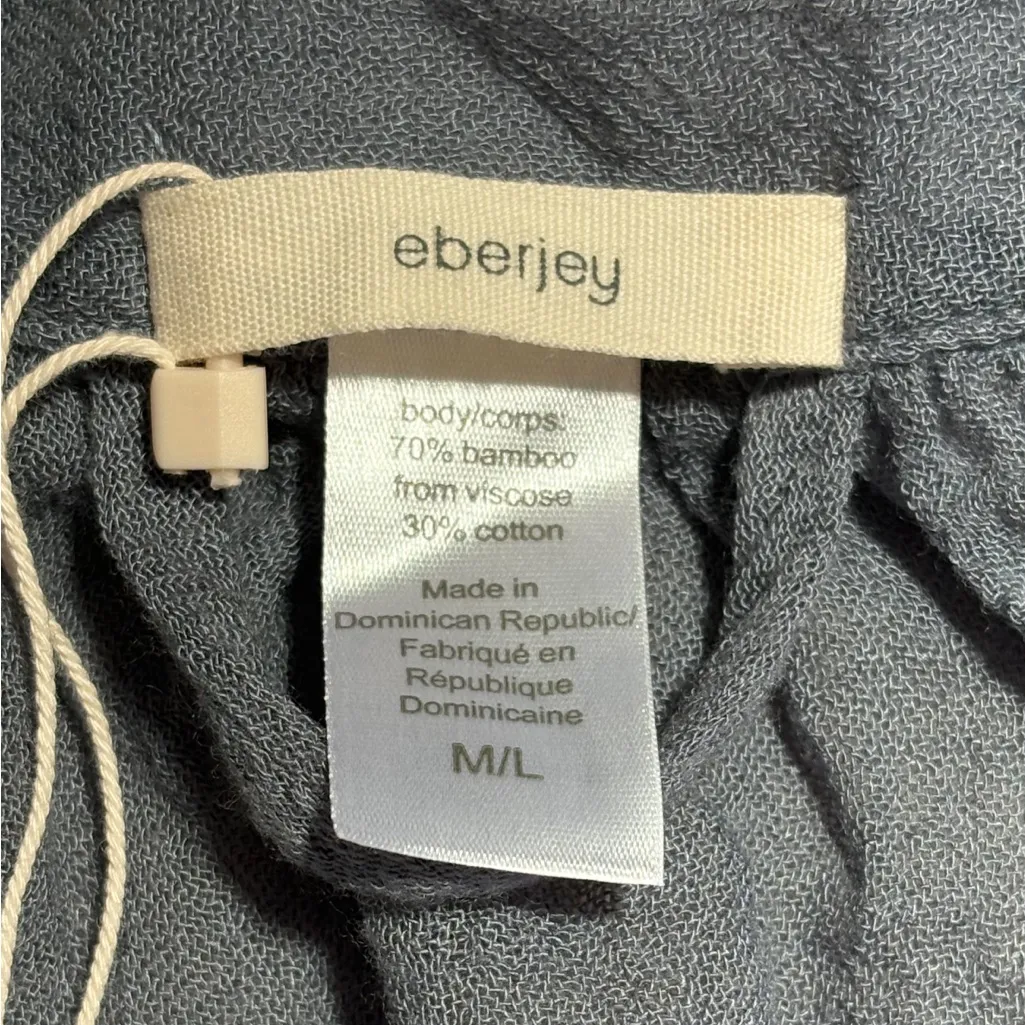 eberjey
body/corps:
70% bamboo
from viscose
30% cotton
Made in
Dominican Republic/
Fabriqué en
République
Dominicaine
M/L